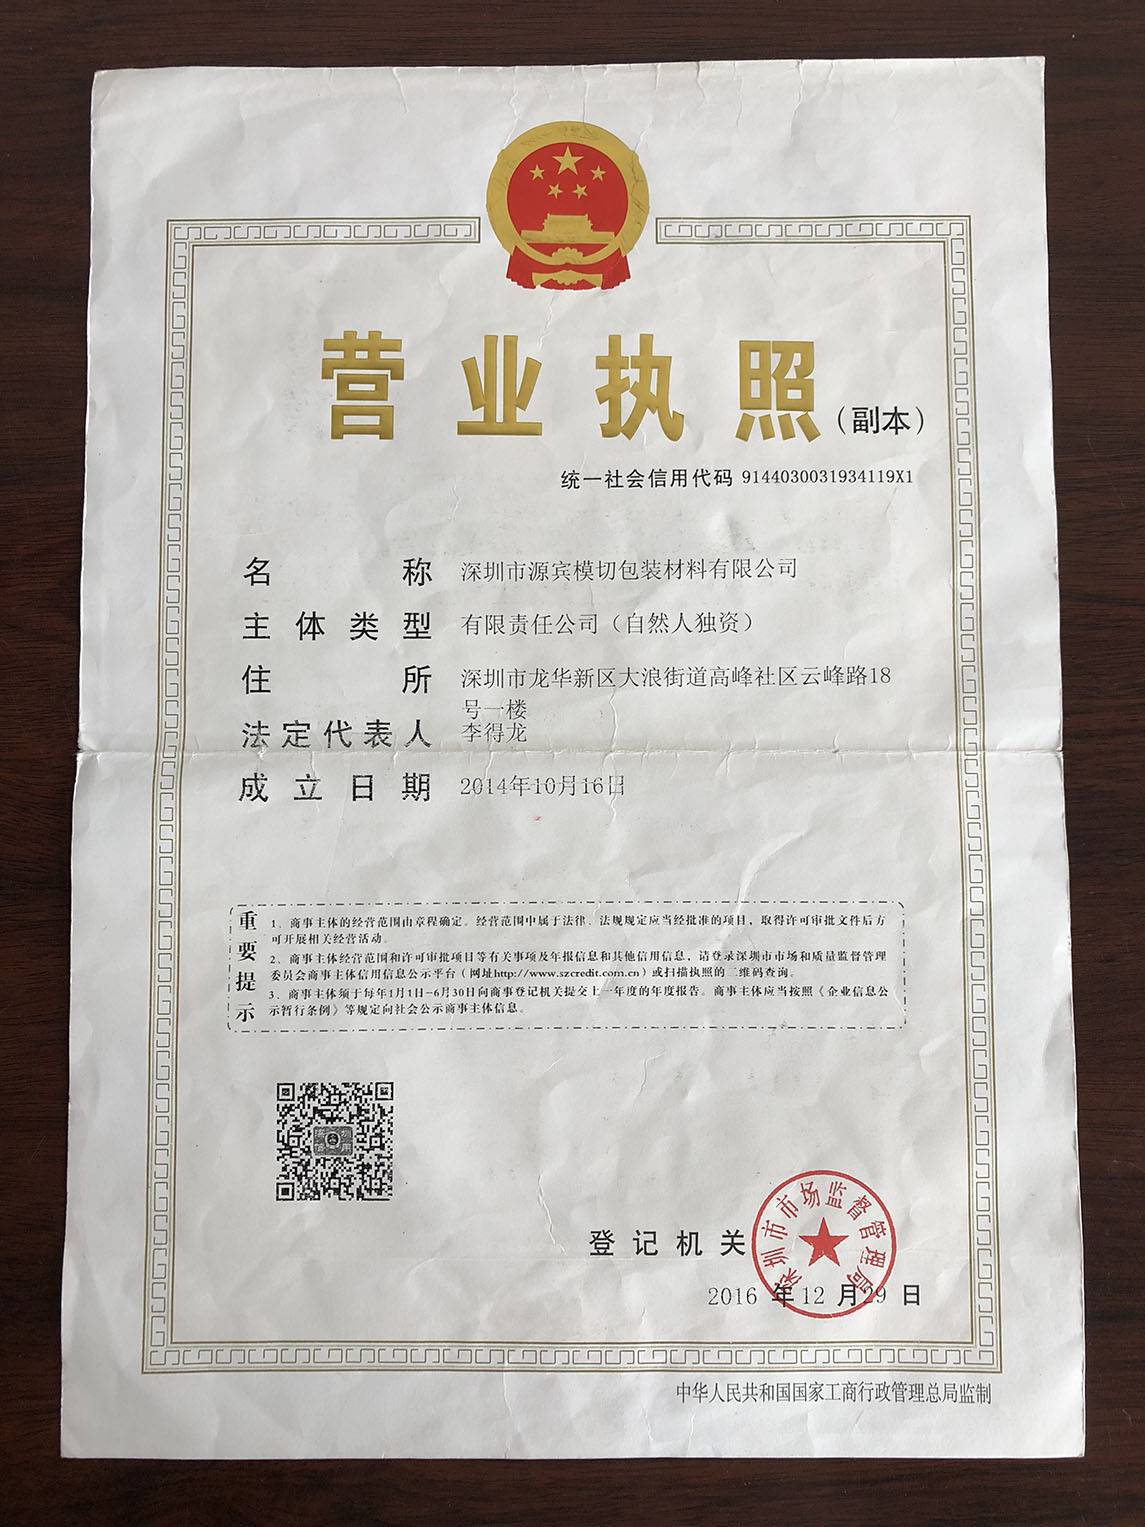 营业执照(副本)
统一社会信用代码 9144030031934119X1
名称 深圳市源宾模切包装材料有限公司
主体类型 有限责任公司(自然人独资)
住所 深圳市龙华新区大浪街道高峰社区云峰路18
号一楼
法定代表人 李得龙
成立日期 2014年10月16日
重要提示
1、商事主体的经营范围由章程确定。经营范围中属于法律、法规规定应当经批准的项目,取得许可审批文件后方
可开展相关经营活动。
2、商事主体经营范围和许可审批项目等有关事项及年报信息和其他信用信息,请登录深圳市市场和质量监督管理
委员会商事主体信用信息公示平台(网址http://www.szcredit.com.cn)或扫描执照的二维码查询。
3、商事主体须于每年1月1日-6月30日向商事登记机关提交上一年度的年度报告。商事主体应当按照《企业信息公
示暂行条例》等规定向社会公示商事主体信息。
登记机关
深圳市市场监督管理局
2016 年 12 月 29 日
中华人民共和国国家工商行政管理总局监制